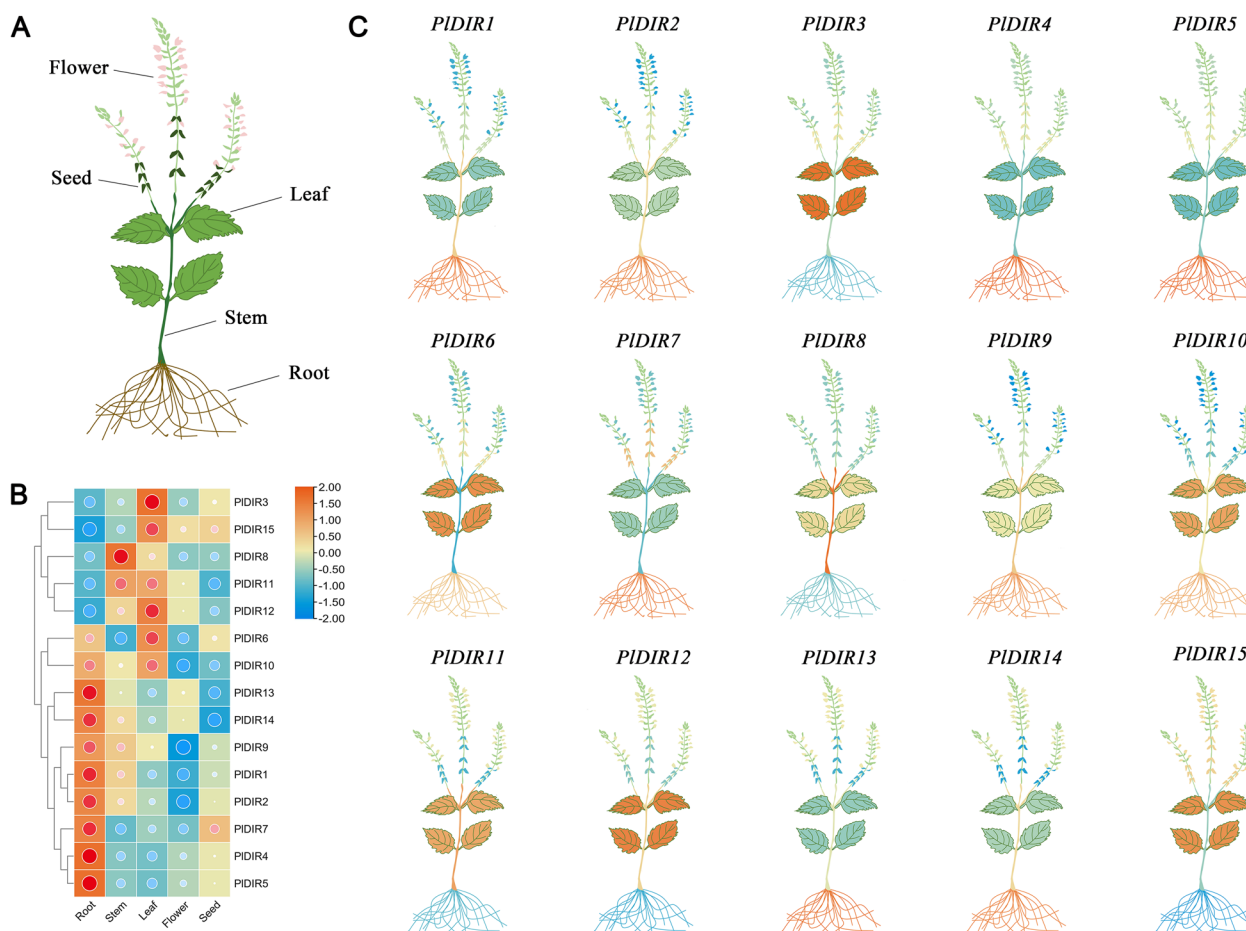 A
Flower
Seed
Leaf
Stem
Root
B
PlDIR3
PlDIR15
PlDIR8
PlDIR11
PlDIR12
PlDIR6
PlDIR10
PlDIR13
PlDIR14
PlDIR9
PlDIR1
PlDIR2
PlDIR7
PlDIR4
PlDIR5
Root Stem Leaf Flower Seed
2.00
1.50
1.00
0.50
0.00
-0.50
-1.00
-1.50
-2.00
C
PlDIR1 PlDIR2 PlDIR3 PlDIR4 PlDIR5
PlDIR6 PlDIR7 PlDIR8 PlDIR9 PlDIR10
PlDIR11 PlDIR12 PlDIR13 PlDIR14 PlDIR15